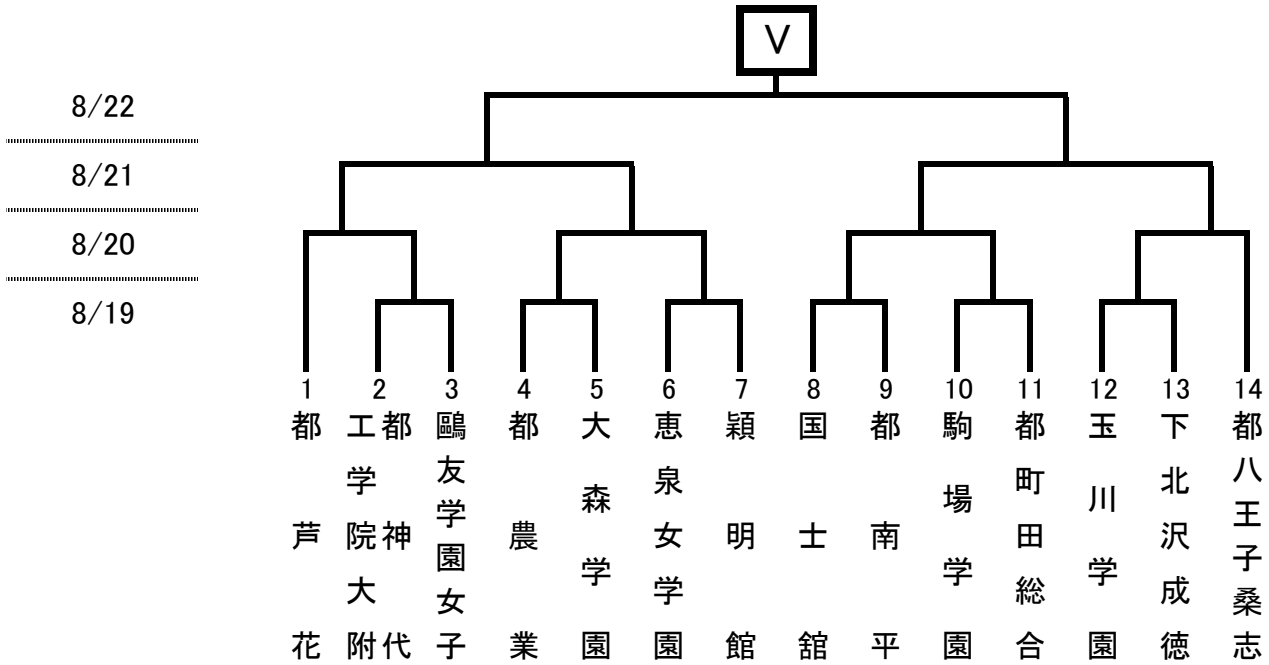 V
8/22
8/21
8/20
8/19
1
2
3
4
5
6
7
8
9
10
11
12
13
14
都芦花
都神代
工学院大附
鷗友学園女子
都農業
大森学園
恵泉女学園
穎明館
国士舘
都南平
駒場学園
都町田総合
玉川学園
下北沢成徳
都八王子桑志